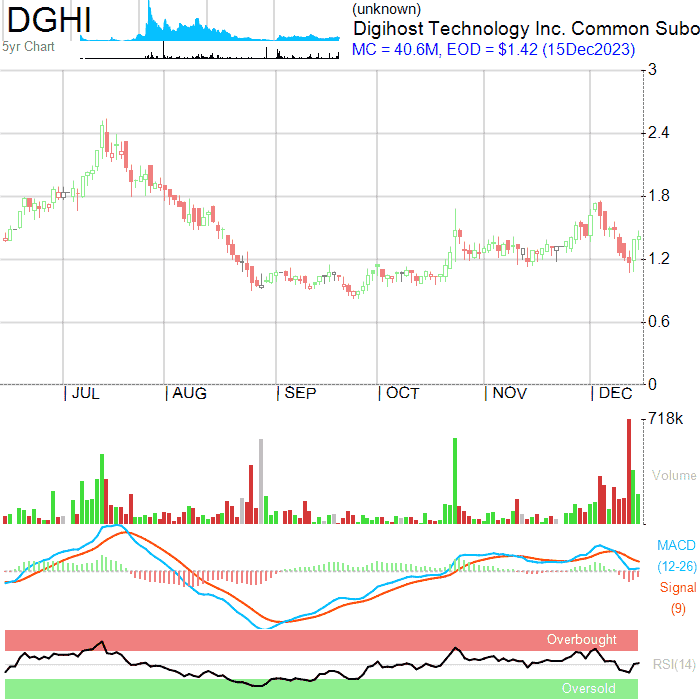 DGHI
5yr Chart
(unknown)
Digihost Technology Inc. Common Subo
MC = 40.6M, EOD = $1.42 (15Dec2023)
3
2.4
1.8
1.2
0.6
0
JUL AUG SEP OCT NOV DEC
718k
Volume
MACD
(12-26)
Signal
(9)
Overbought
RSI(14)
Oversold